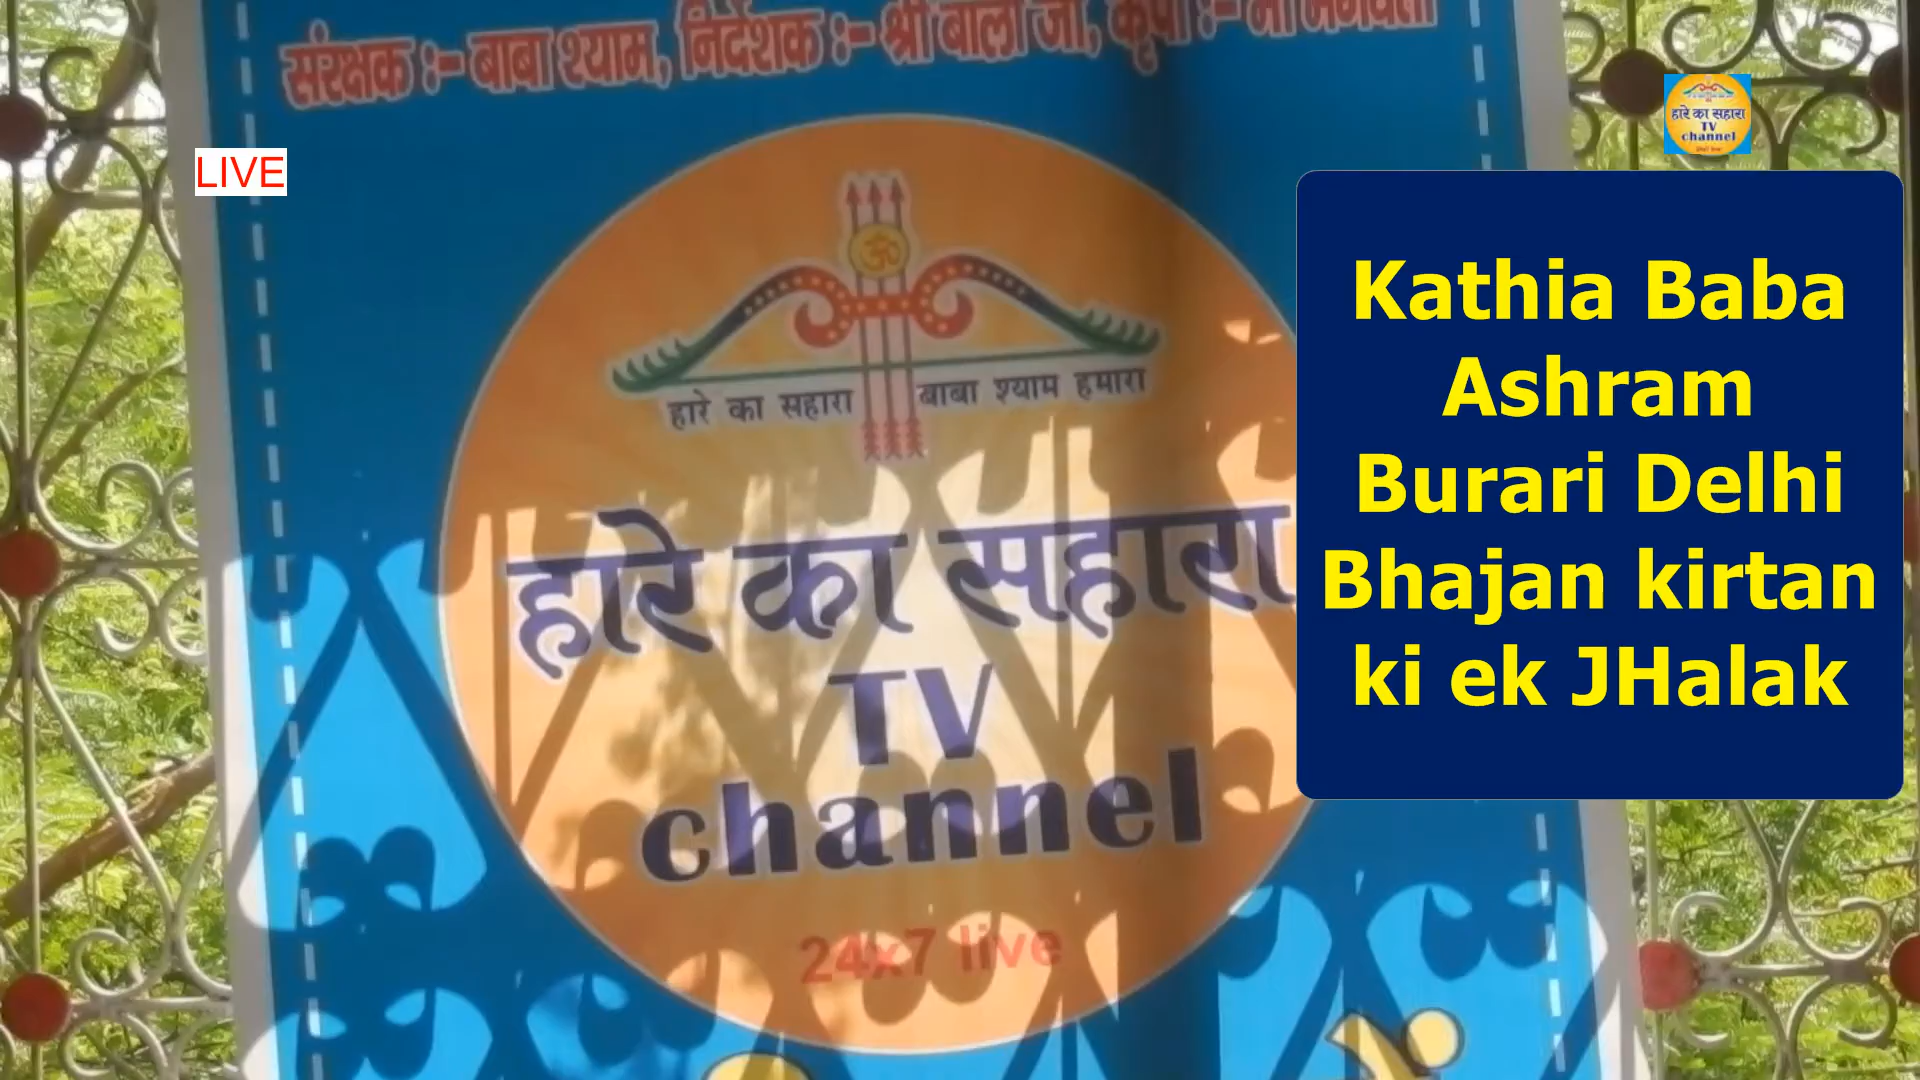 संरक्षक :- बाबा श्याम, निर्देशक :- श्री बाला जी, कृपा :- माँ भगवती
LIVE
हारे का सहारा बाबा श्याम हमारा
हारे का सहारा
TV
channel
24x7 live
हारे का सहारा
TV
channel
Kathia Baba
Ashram
Burari Delhi
Bhajan kirtan
ki ek JHalak